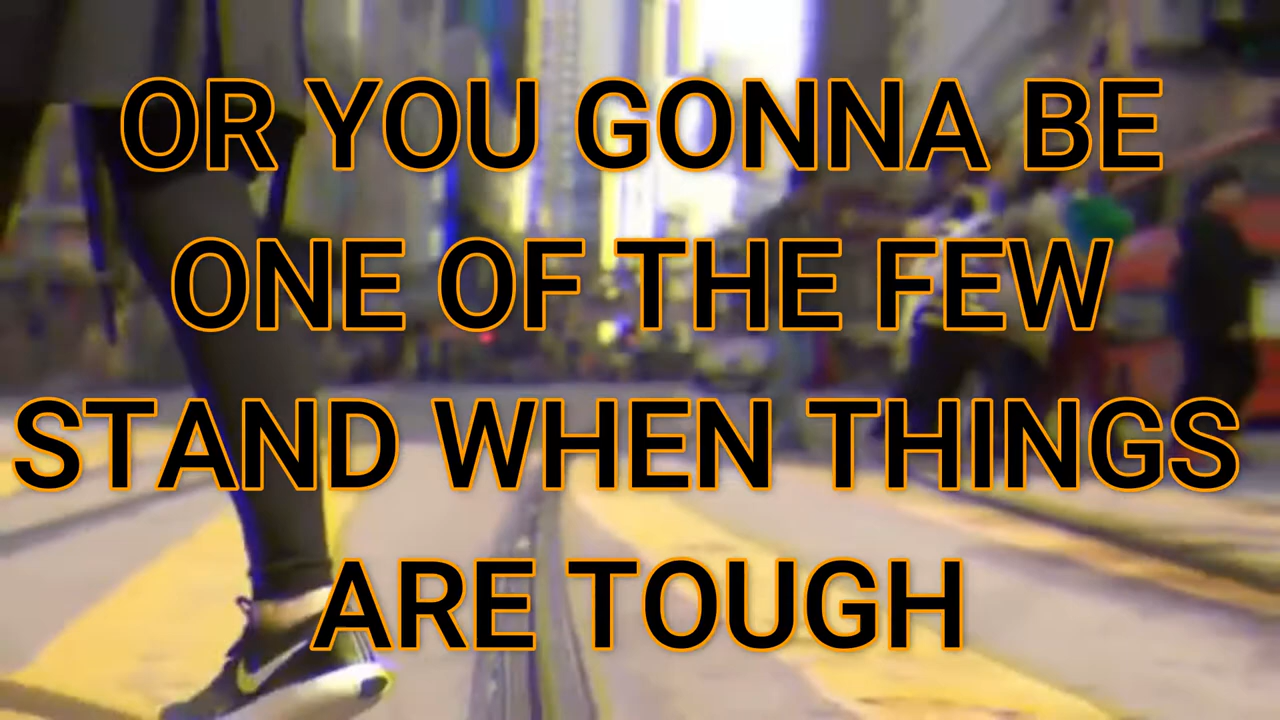 OR YOU GONNA BE
ONE OF THE FEW
STAND WHEN THINGS
ARE TOUGH